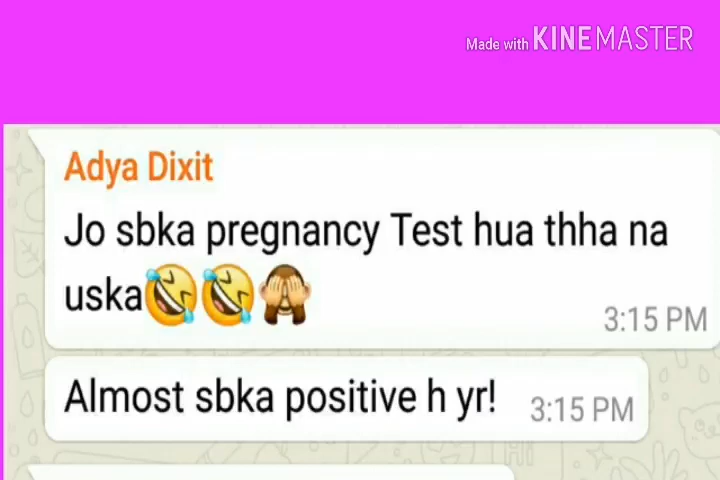 Made with KINEMASTER
Adya Dixit
Jo sbka pregnancy Test hua thha na
uska🤣🤣🙈
3:15 PM
Almost sbka positive h yr! 3:15 PM